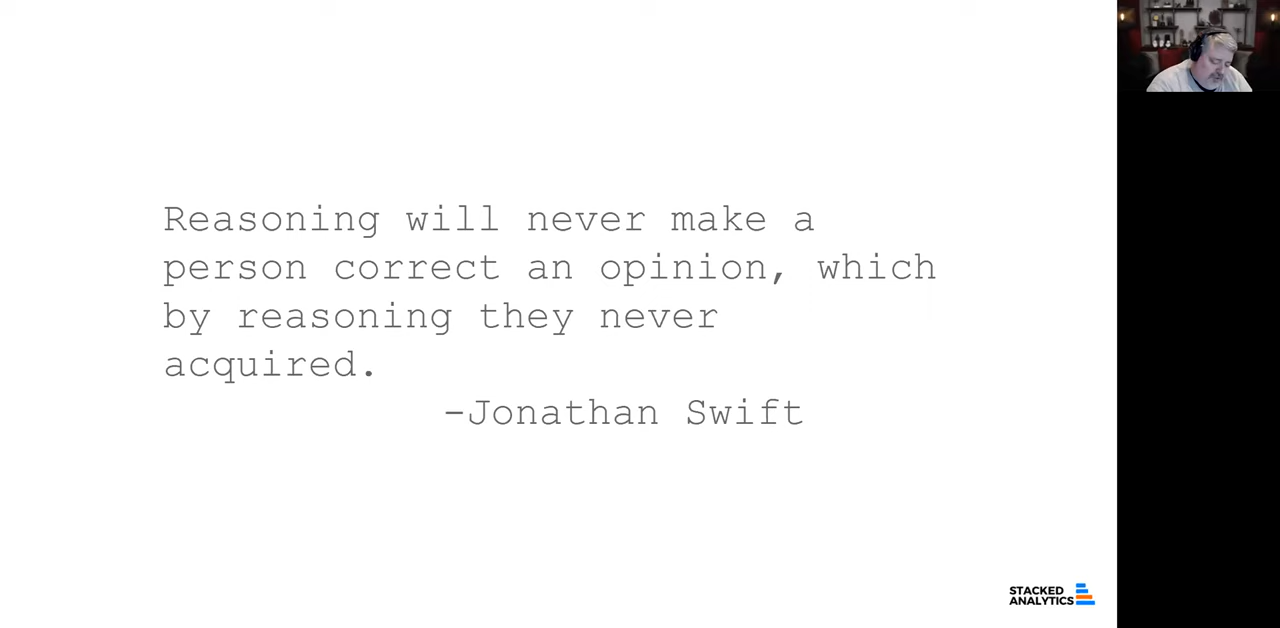 Reasoning will never make a
person correct an opinion, which
by reasoning they never
acquired.
-Jonathan Swift
STACKED
ANALYTICS